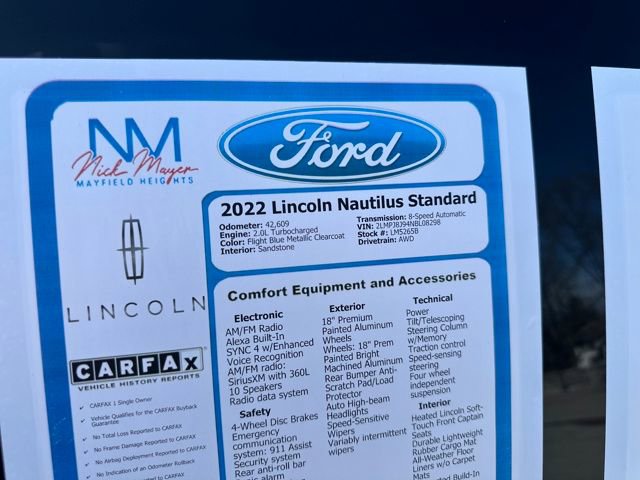 NM
Nick Mayer
MAYFIELD HEIGHTS
Ford
2022 Lincoln Nautilus Standard
Odometer: 42,609
Engine: 2.0L Turbocharged
Color: Flight Blue Metallic Clearcoat
Interior: Sandstone
Transmission: 8-Speed Automatic
VIN: 2LMPJ8J94NBL08298
Stock #: LM5265B
Drivetrain: AWD
LINCOLN
CARFAX
VEHICLE HISTORY REPORTS
CARFAX 1 Single Owner
Vehicle Qualifies for the CARFAX Buyback
Guarantee
No Total Loss Reported to CARFAX
No Frame Damage Reported to CARFAX
No Airbag Deployment Reported to CARFAX
No Indication of an Odometer Rollback
Reported to CARFAX
Comfort Equipment and Accessories
Electronic
AM/FM Radio
Alexa Built-In
SYNC 4 w/Enhanced
Voice Recognition
AM/FM radio:
SiriusXM with 360L
10 Speakers
Radio data system
Safety
4-Wheel Disc Brakes
Emergency
communication
system: 911 Assist
Security system
Rear anti-roll bar
alarm
Exterior
18" Premium
Painted Aluminum
Wheels
Wheels: 18" Prem
Painted Bright
Machined Aluminum
Rear Bumper Anti-
Scratch Pad/Load
Protector
Auto High-beam
Headlights
Speed-Sensitive
Wipers
Variably intermittent
wipers
Technical
Power
Tilt/Telescoping
Steering Column
w/Memory
Traction control
Speed-sensing
steering
Four wheel
independent
suspension
Interior
Heated Lincoln Soft-
Touch Front Captain
Seats
Durable Lightweight
Rubber Cargo Mat
All-Weather Floor
Liners w/o Carpet
Mats
Built-In